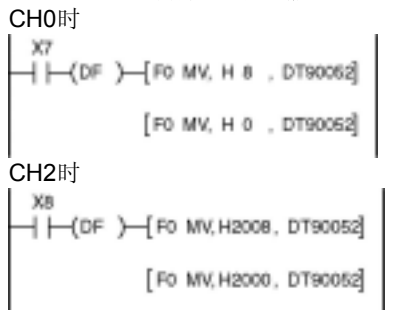 CH0时
X7
(DF) [F0 MV, H 8 , DT90052]
[F0 MV, H 0 , DT90052]
CH2时
X8
(DF) [F0 MV, H2008, DT90052]
[F0 MV, H2000, DT90052]